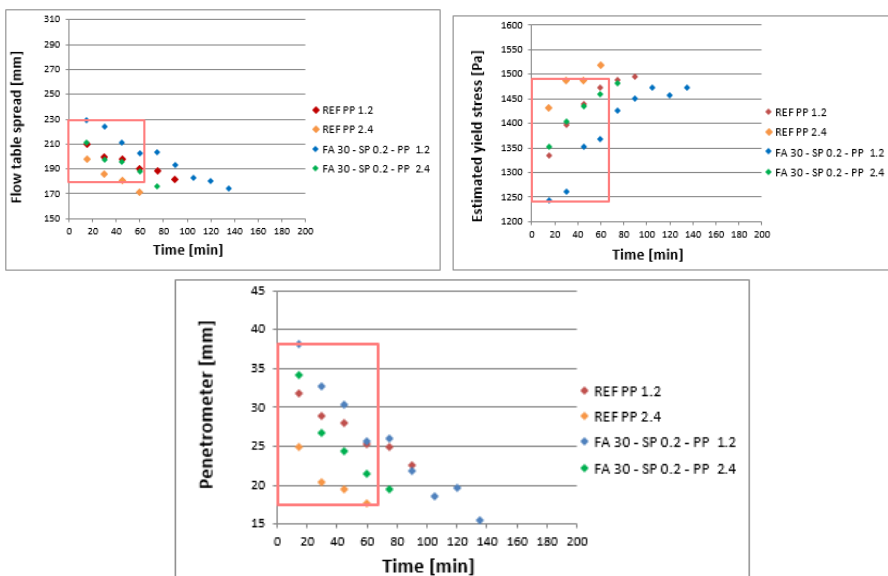 Flow table spread [mm]
310
290
270
250
230
210
190
170
150
0 20 40 60 80 100 120 140 160 180 200
Time [min]
REF PP 1.2
REF PP 2.4
FA 30 - SP 0.2 - PP 1.2
FA 30 - SP 0.2 - PP 2.4
Estimated yield stress [Pa]
1600
1550
1500
1450
1400
1350
1300
1250
1200
0 20 40 60 80 100 120 140 160 180 200
Time [min]
REF PP 1.2
REF PP 2.4
FA 30 - SP 0.2 - PP 1.2
FA 30 - SP 0.2 - PP 2.4
Penetrometer [mm]
45
40
35
30
25
20
15
0 20 40 60 80 100 120 140 160 180 200
Time [min]
REF PP 1.2
REF PP 2.4
FA 30 - SP 0.2 - PP 1.2
FA 30 - SP 0.2 - PP 2.4